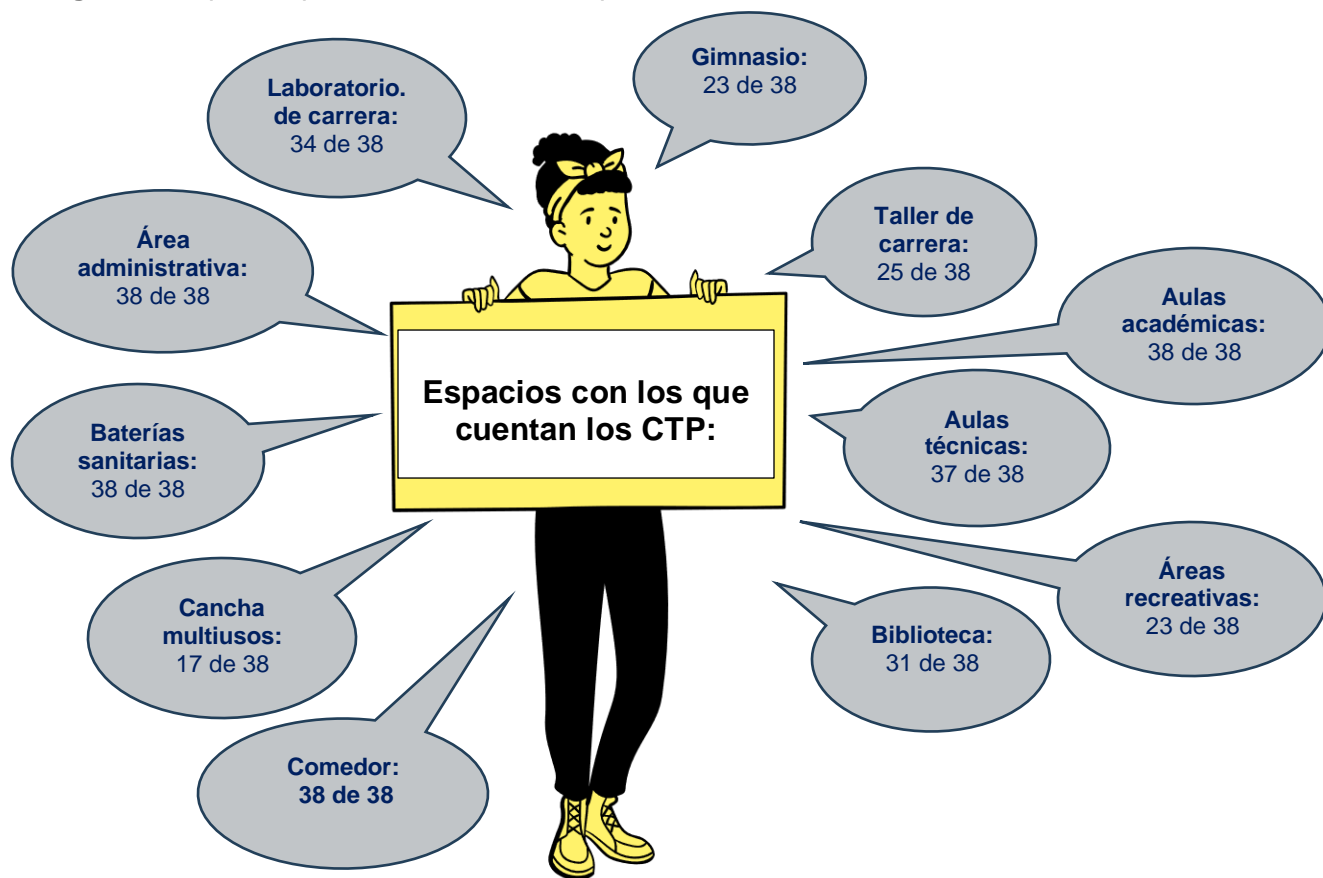 Gimnasio:
23 de 38
Laboratorio.
de carrera:
34 de 38
Taller de
carrera:
25 de 38
Área
administrativa:
38 de 38
Aulas
académicas:
38 de 38
Espacios con los que
cuentan los CTP:
Baterías
sanitarias:
38 de 38
Aulas
técnicas:
37 de 38
Áreas
recreativas:
23 de 38
Cancha
multiusos:
17 de 38
Biblioteca:
31 de 38
Comedor:
38 de 38